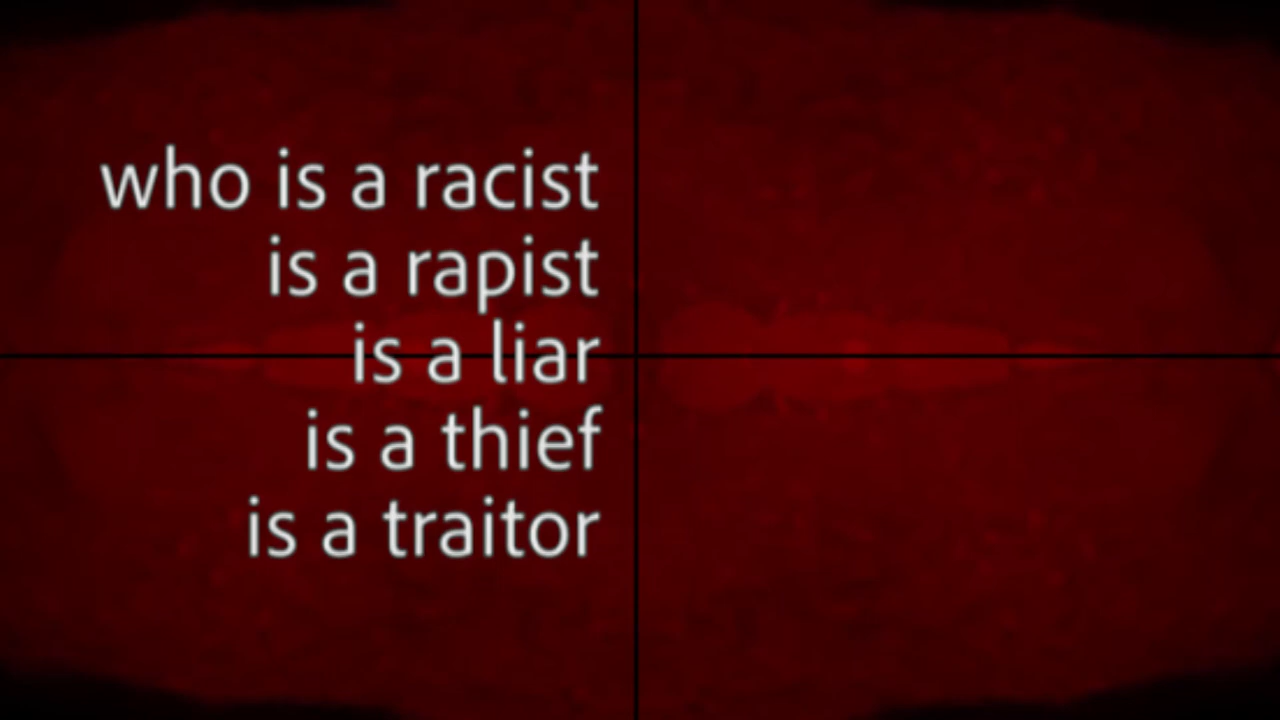 who is a racist
is a rapist
is a liar
is a thief
is a traitor